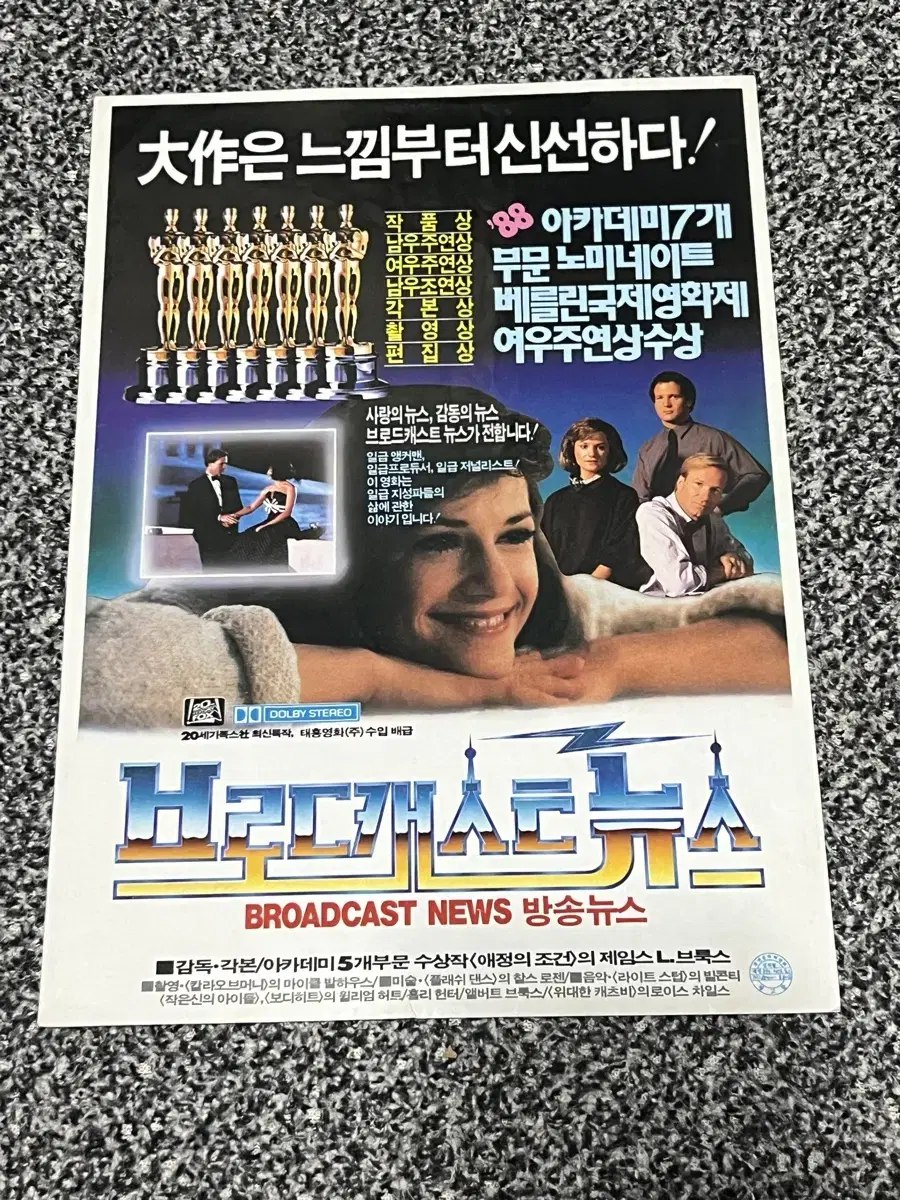 大作은 느낌부터 신선하다!
작품상
남우주연상
여우주연상
남우조연상
각본상
촬영상
편집상
'88 아카데미7개
부문 노미네이트
베를린국제영화제
여우주연상수상
사랑의 뉴스, 감동의 뉴스
브로드캐스트 뉴스가 전합니다!
일급 앵커맨,
일급프로듀서, 일급 저널리스트!
이 영화는
일급 지성파들의
삶에 관한
이야기 입니다!
DOLBY STEREO
20세기폭스社 최신특작, 태흥영화(주) 수입 배급
브로드캐스트 뉴스
BROADCAST NEWS 방송뉴스
■감독·각본/아카데미 5개부문 수상작〈애정의 조건〉의 제임스 L. 브룩스
■촬영·〈칼라오브머니〉의 마이클 발하우스/■미술·〈플래쉬 댄스〉의 찰스 로젠/■음악·〈라이트 스텁〉의 빌콘티
〈작은신의 아이들〉,〈보디히트〉의 윌리엄 허트/홀리 헌터/앨버트 브룩스/〈위대한 캐츠비〉의로이스 차일스